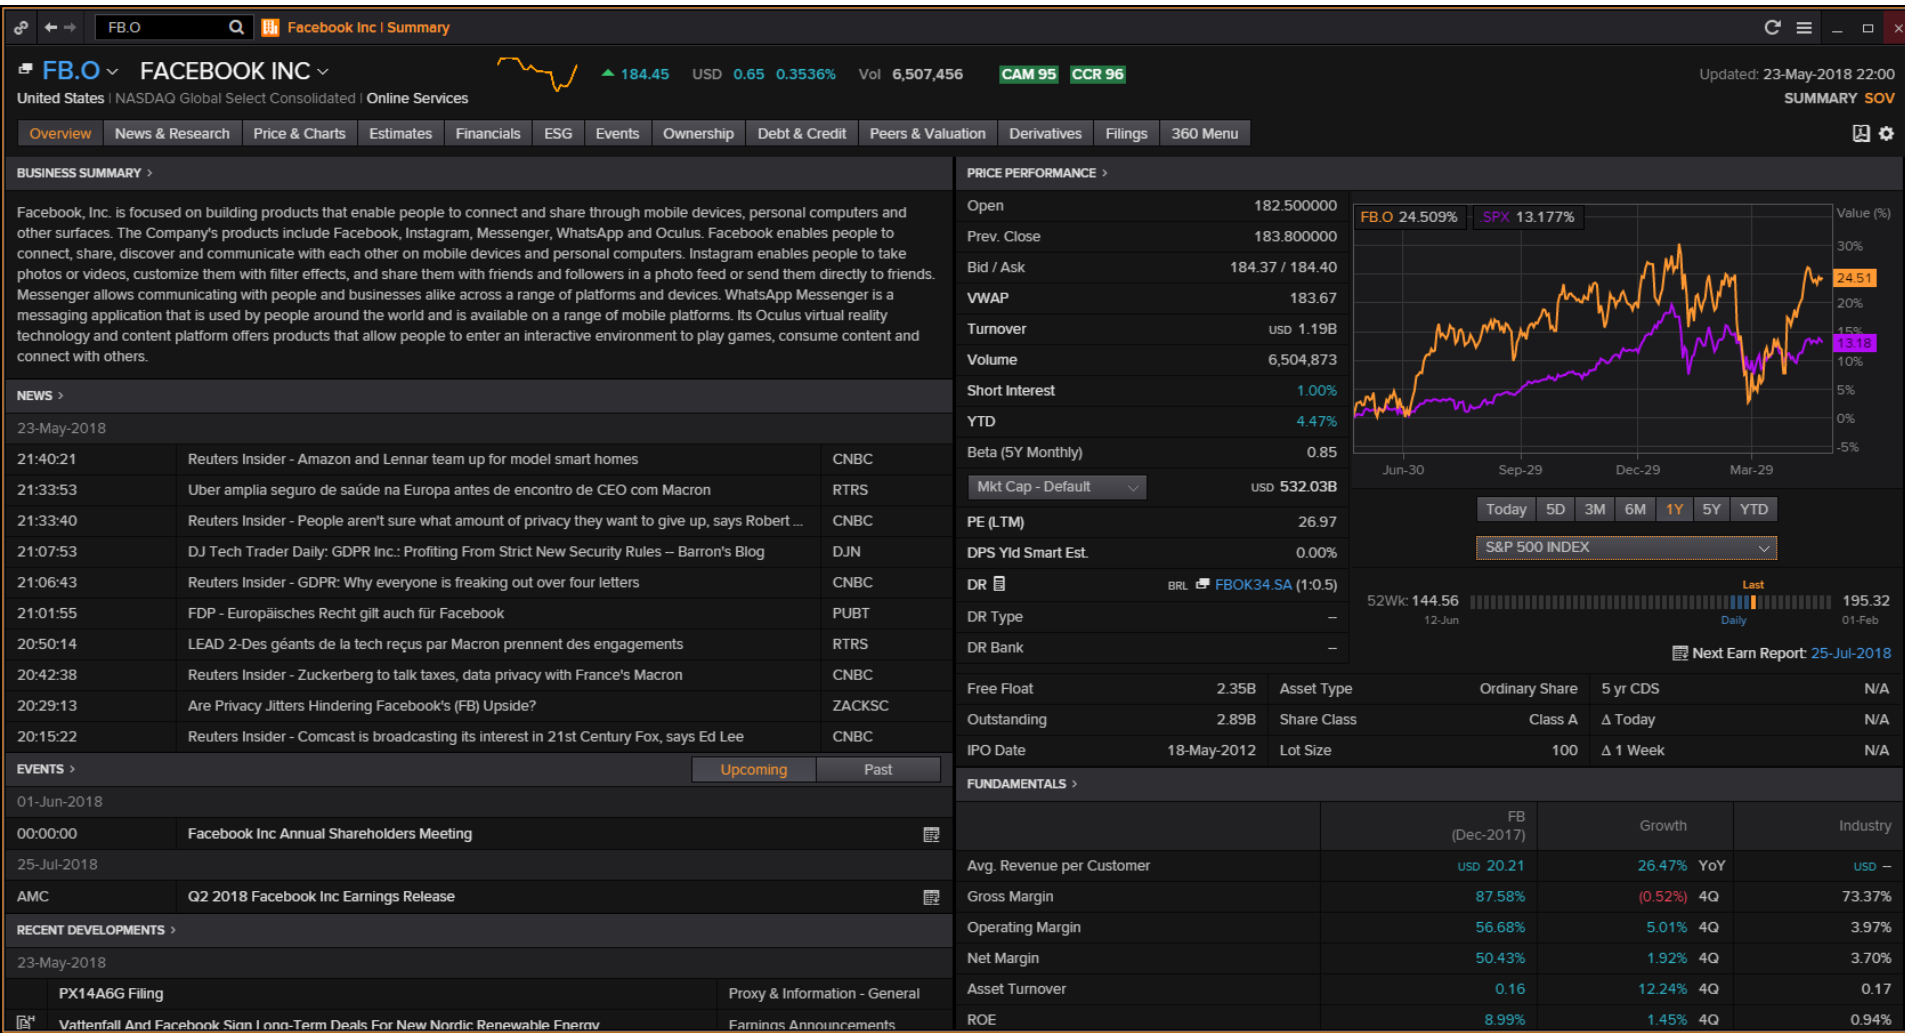 FB.O Facebook Inc | Summary
FB.O FACEBOOK INC 184.45 USD 0.65 0.3536% Vol 6,507,456 CAM 95 CCR 96 Updated: 23-May-2018 22:00
United States | NASDAQ Global Select Consolidated | Online Services SUMMARY SOV
Overview News & Research Price & Charts Estimates Financials ESG Events Ownership Debt & Credit Peers & Valuation Derivatives Filings 360 Menu
BUSINESS SUMMARY >
Facebook, Inc. is focused on building products that enable people to connect and share through mobile devices, personal computers and
other surfaces. The Company's products include Facebook, Instagram, Messenger, WhatsApp and Oculus. Facebook enables people to
connect, share, discover and communicate with each other on mobile devices and personal computers. Instagram enables people to take
photos or videos, customize them with filter effects, and share them with friends and followers in a photo feed or send them directly to friends.
Messenger allows communicating with people and businesses alike across a range of platforms and devices. WhatsApp Messenger is a
messaging application that is used by people around the world and is available on a range of mobile platforms. Its Oculus virtual reality
technology and content platform offers products that allow people to enter an interactive environment to play games, consume content and
connect with others.
NEWS >
23-May-2018
21:40:21 Reuters Insider - Amazon and Lennar team up for model smart homes CNBC
21:33:53 Uber amplia seguro de saúde na Europa antes de encontro de CEO com Macron RTRS
21:33:40 Reuters Insider - People aren't sure what amount of privacy they want to give up, says Robert ... CNBC
21:07:53 DJ Tech Trader Daily: GDPR Inc.: Profiting From Strict New Security Rules -- Barron's Blog DJN
21:06:43 Reuters Insider - GDPR: Why everyone is freaking out over four letters CNBC
21:01:55 FDP - Europäisches Recht gilt auch für Facebook PUBT
20:50:14 LEAD 2-Des géants de la tech reçus par Macron prennent des engagements RTRS
20:42:38 Reuters Insider - Zuckerberg to talk taxes, data privacy with France's Macron CNBC
20:29:13 Are Privacy Jitters Hindering Facebook's (FB) Upside? ZACKSC
20:15:22 Reuters Insider - Comcast is broadcasting its interest in 21st Century Fox, says Ed Lee CNBC
EVENTS > Upcoming Past
01-Jun-2018
00:00:00 Facebook Inc Annual Shareholders Meeting
25-Jul-2018
AMC Q2 2018 Facebook Inc Earnings Release
RECENT DEVELOPMENTS >
23-May-2018
PX14A6G Filing Proxy & Information - General
Vattenfall And Facebook Sign Long-Term Deals For New Nordic Renewable Energy Earnings Announcements
PRICE PERFORMANCE >
Open 182.500000
Prev. Close 183.800000
Bid / Ask 184.37 / 184.40
VWAP 183.67
Turnover USD 1.19B
Volume 6,504,873
Short Interest 1.00%
YTD 4.47%
Beta (5Y Monthly) 0.85
Mkt Cap - Default USD 532.03B
PE (LTM) 26.97
DPS Yld Smart Est. 0.00%
DR BRL FBOK34.SA (1:0.5)
DR Type --
DR Bank --
FB.O 24.509% .SPX 13.177% Value (%)
30%
24.51
20%
15%
13.18
10%
5%
0%
-5%
Jun-30 Sep-29 Dec-29 Mar-29
Today 5D 3M 6M 1Y 5Y YTD
S&P 500 INDEX
Last
52Wk: 144.56 195.32
12-Jun Daily 01-Feb
Next Earn Report: 25-Jul-2018
Free Float 2.35B Asset Type Ordinary Share 5 yr CDS N/A
Outstanding 2.89B Share Class Class A Δ Today N/A
IPO Date 18-May-2012 Lot Size 100 Δ 1 Week N/A
FUNDAMENTALS >
FB
(Dec-2017) Growth Industry
Avg. Revenue per Customer USD 20.21 26.47% YoY USD --
Gross Margin 87.58% (0.52%) 4Q 73.37%
Operating Margin 56.68% 5.01% 4Q 3.97%
Net Margin 50.43% 1.92% 4Q 3.70%
Asset Turnover 0.16 12.24% 4Q 0.17
ROE 8.99% 1.45% 4Q 0.94%